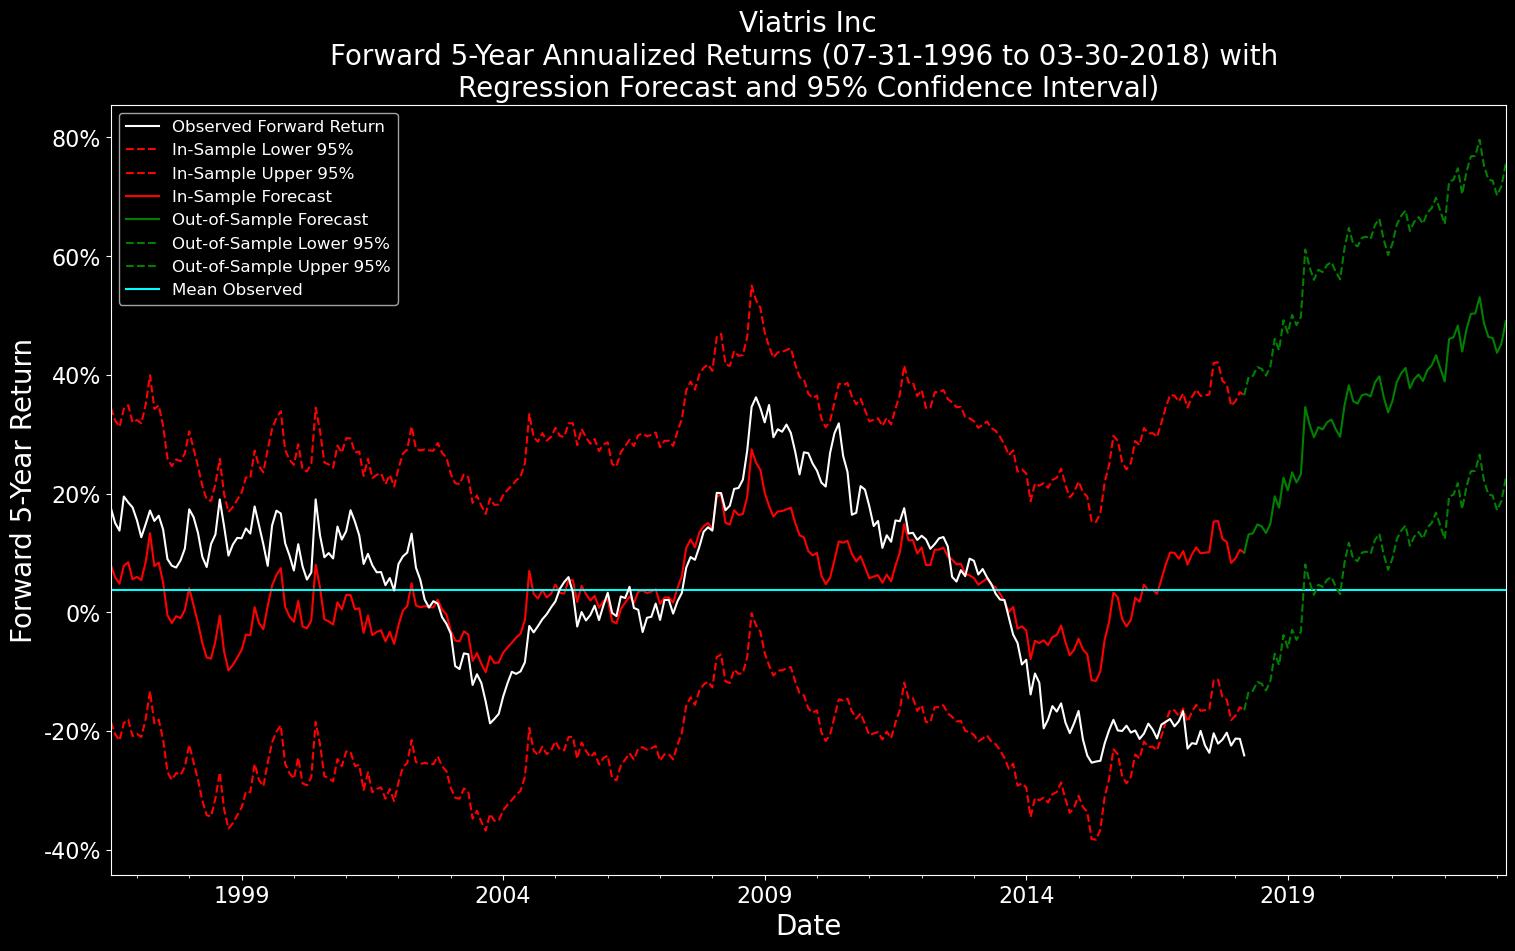 Viatris Inc
Forward 5-Year Annualized Returns (07-31-1996 to 03-30-2018) with
Regression Forecast and 95% Confidence Interval)
Observed Forward Return
In-Sample Lower 95%
In-Sample Upper 95%
In-Sample Forecast
Out-of-Sample Forecast
Out-of-Sample Lower 95%
Out-of-Sample Upper 95%
Mean Observed
Forward 5-Year Return
80%
60%
40%
20%
0%
-20%
-40%
1999
2004
2009
2014
2019
Date